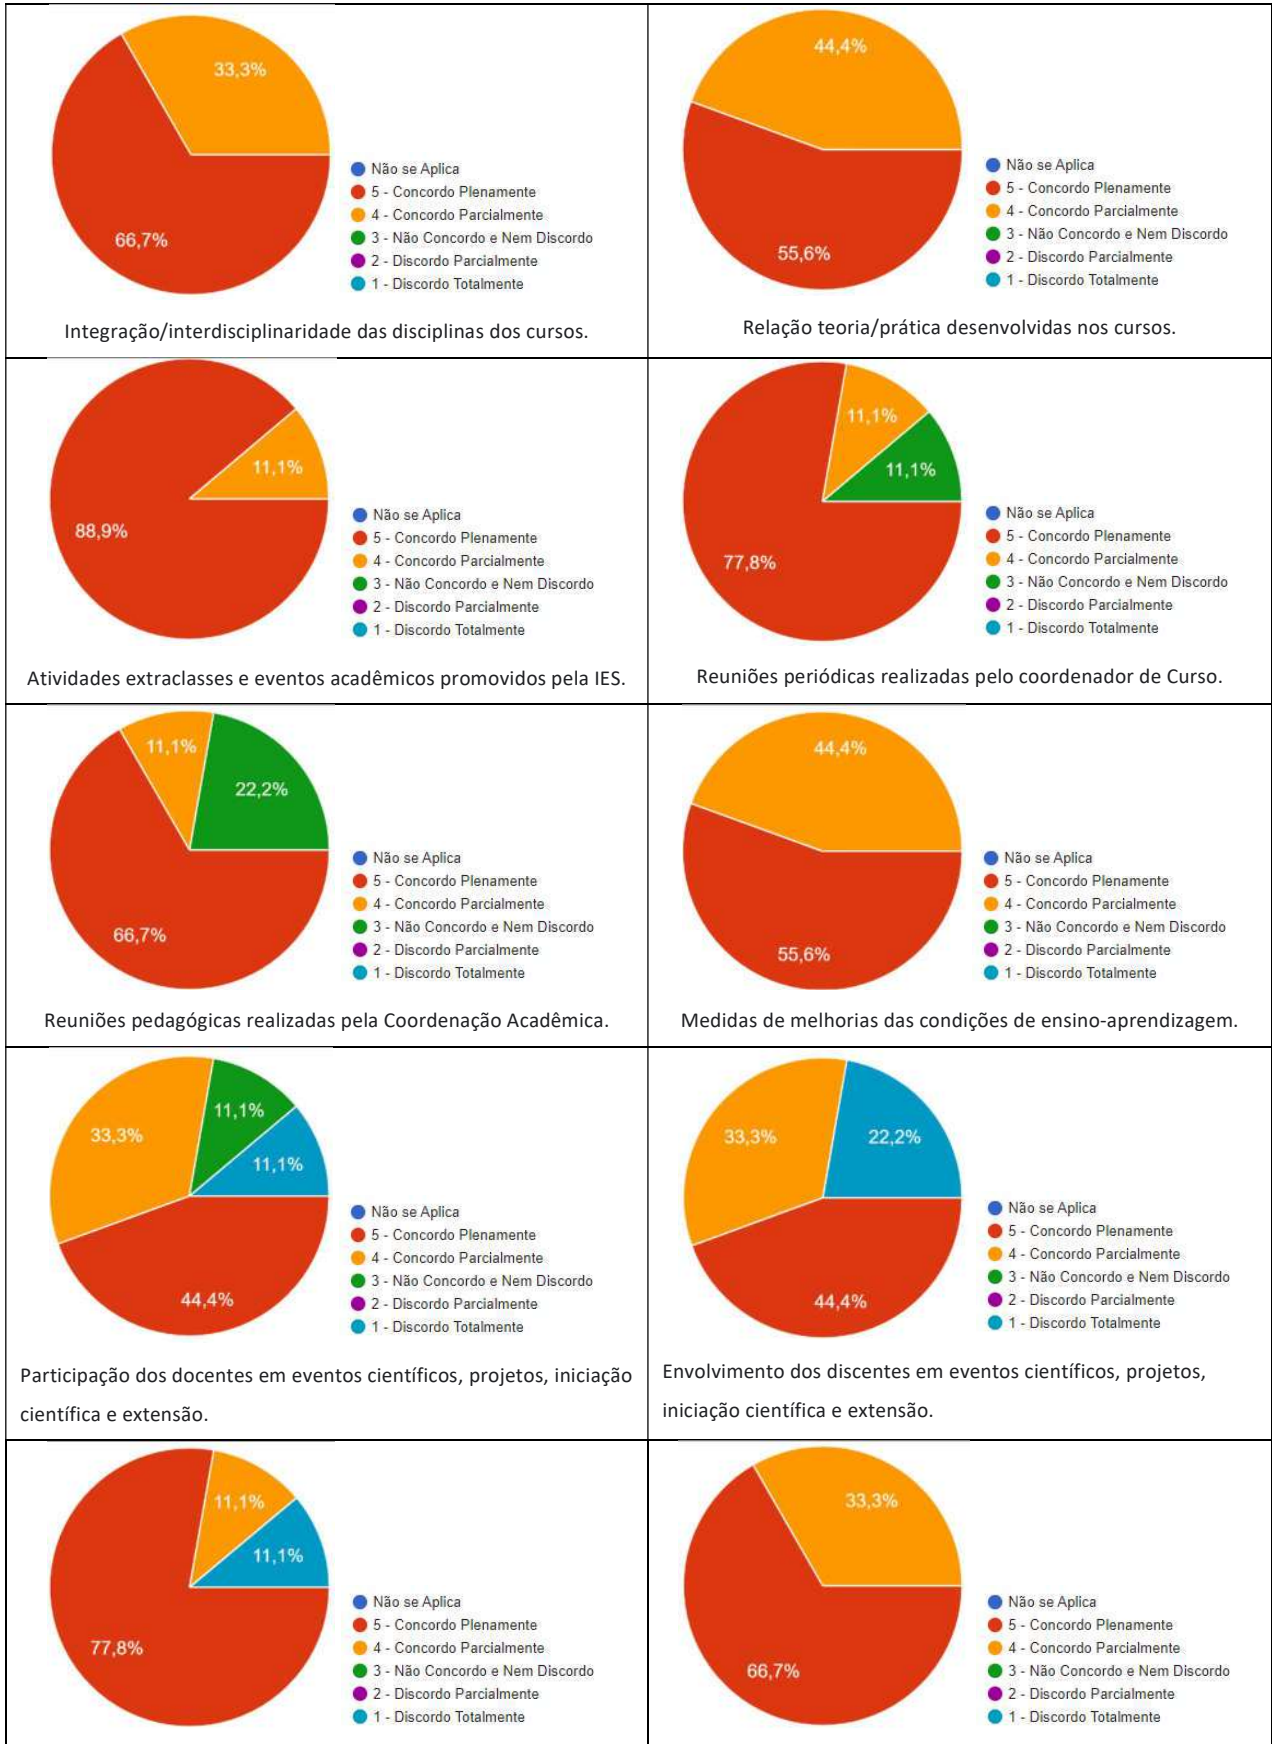 33,3%
66,7%
Não se Aplica
5 - Concordo Plenamente
4 - Concordo Parcialmente
3 - Não Concordo e Nem Discordo
2 - Discordo Parcialmente
1 - Discordo Totalmente
Integração/interdisciplinaridade das disciplinas dos cursos.
44,4%
55,6%
Não se Aplica
5 - Concordo Plenamente
4 - Concordo Parcialmente
3 - Não Concordo e Nem Discordo
2 - Discordo Parcialmente
1 - Discordo Totalmente
Relação teoria/prática desenvolvidas nos cursos.
11,1%
88,9%
Não se Aplica
5 - Concordo Plenamente
4 - Concordo Parcialmente
3 - Não Concordo e Nem Discordo
2 - Discordo Parcialmente
1 - Discordo Totalmente
Atividades extraclasses e eventos acadêmicos promovidos pela IES.
11,1%
11,1%
77,8%
Não se Aplica
5 - Concordo Plenamente
4 - Concordo Parcialmente
3 - Não Concordo e Nem Discordo
2 - Discordo Parcialmente
1 - Discordo Totalmente
Reuniões periódicas realizadas pelo coordenador de Curso.
11,1%
22,2%
66,7%
Não se Aplica
5 - Concordo Plenamente
4 - Concordo Parcialmente
3 - Não Concordo e Nem Discordo
2 - Discordo Parcialmente
1 - Discordo Totalmente
Reuniões pedagógicas realizadas pela Coordenação Acadêmica.
44,4%
55,6%
Não se Aplica
5 - Concordo Plenamente
4 - Concordo Parcialmente
3 - Não Concordo e Nem Discordo
2 - Discordo Parcialmente
1 - Discordo Totalmente
Medidas de melhorias das condições de ensino-aprendizagem.
11,1%
33,3%
11,1%
44,4%
Não se Aplica
5 - Concordo Plenamente
4 - Concordo Parcialmente
3 - Não Concordo e Nem Discordo
2 - Discordo Parcialmente
1 - Discordo Totalmente
Participação dos docentes em eventos científicos, projetos, iniciação
científica e extensão.
33,3%
22,2%
44,4%
Não se Aplica
5 - Concordo Plenamente
4 - Concordo Parcialmente
3 - Não Concordo e Nem Discordo
2 - Discordo Parcialmente
1 - Discordo Totalmente
Envolvimento dos discentes em eventos científicos, projetos,
iniciação científica e extensão.
11,1%
11,1%
77,8%
Não se Aplica
5 - Concordo Plenamente
4 - Concordo Parcialmente
3 - Não Concordo e Nem Discordo
2 - Discordo Parcialmente
1 - Discordo Totalmente
33,3%
66,7%
Não se Aplica
5 - Concordo Plenamente
4 - Concordo Parcialmente
3 - Não Concordo e Nem Discordo
2 - Discordo Parcialmente
1 - Discordo Totalmente